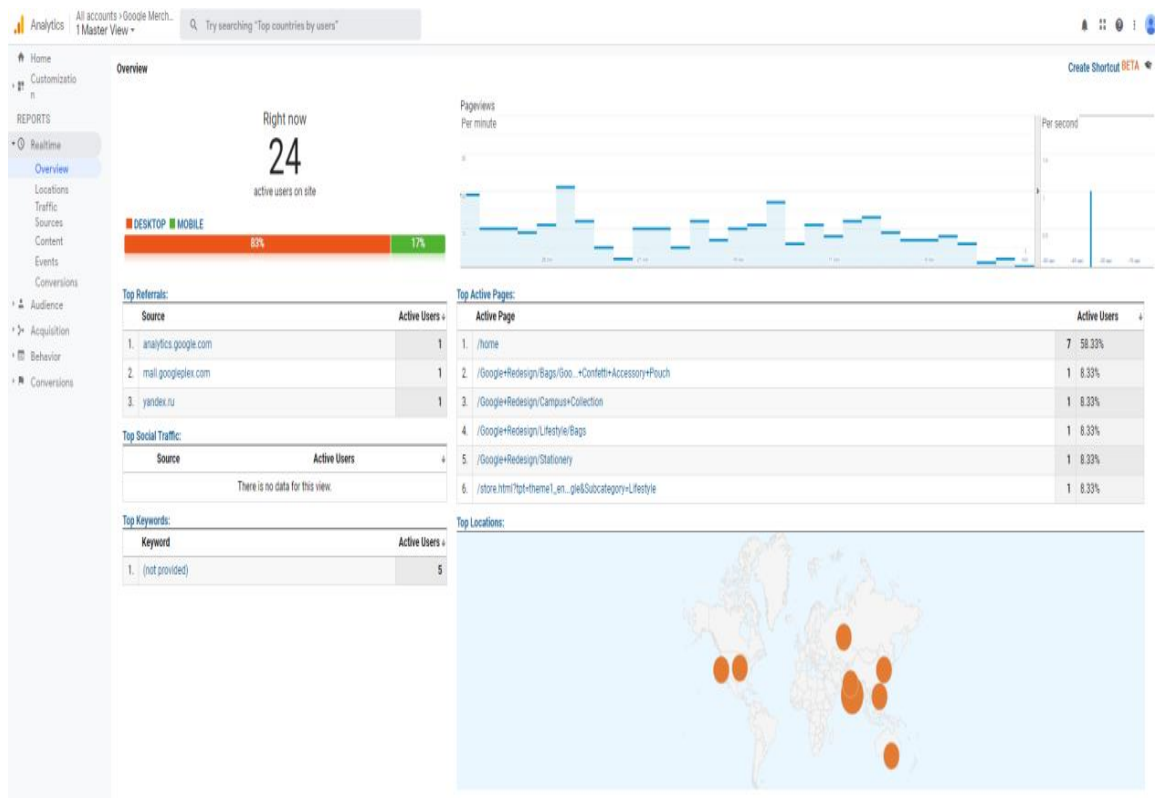 Analytics
All accounts > Google Merch..
1 Master View
Try searching "Top countries by users"
Home
Customizatio
n
REPORTS
Realtime
Overview
Locations
Traffic
Sources
Content
Events
Conversions
Audience
Acquisition
Behavior
Conversions
Overview
Create Shortcut BETA
Right now
24
active users on site
DESKTOP MOBILE
83% 17%
Pageviews
Per minute
Per second
Top Referrals:
Source Active Users
1. analytics.google.com 1
2. mall.googleplex.com 1
3. yandex.ru 1
Top Social Traffic:
Source Active Users
There is no data for this view.
Top Keywords:
Keyword Active Users
1. (not provided) 5
Top Active Pages:
Active Page Active Users
1. /home 7 58.33%
2. /Google+Redesign/Bags/Goo...+Confetti+Accessory+Pouch 1 8.33%
3. /Google+Redesign/Campus+Collection 1 8.33%
4. /Google+Redesign/Lifestyle/Bags 1 8.33%
5. /Google+Redesign/Stationery 1 8.33%
6. /store.html?tpt=theme1_en...gle&Subcategory=Lifestyle 1 8.33%
Top Locations: